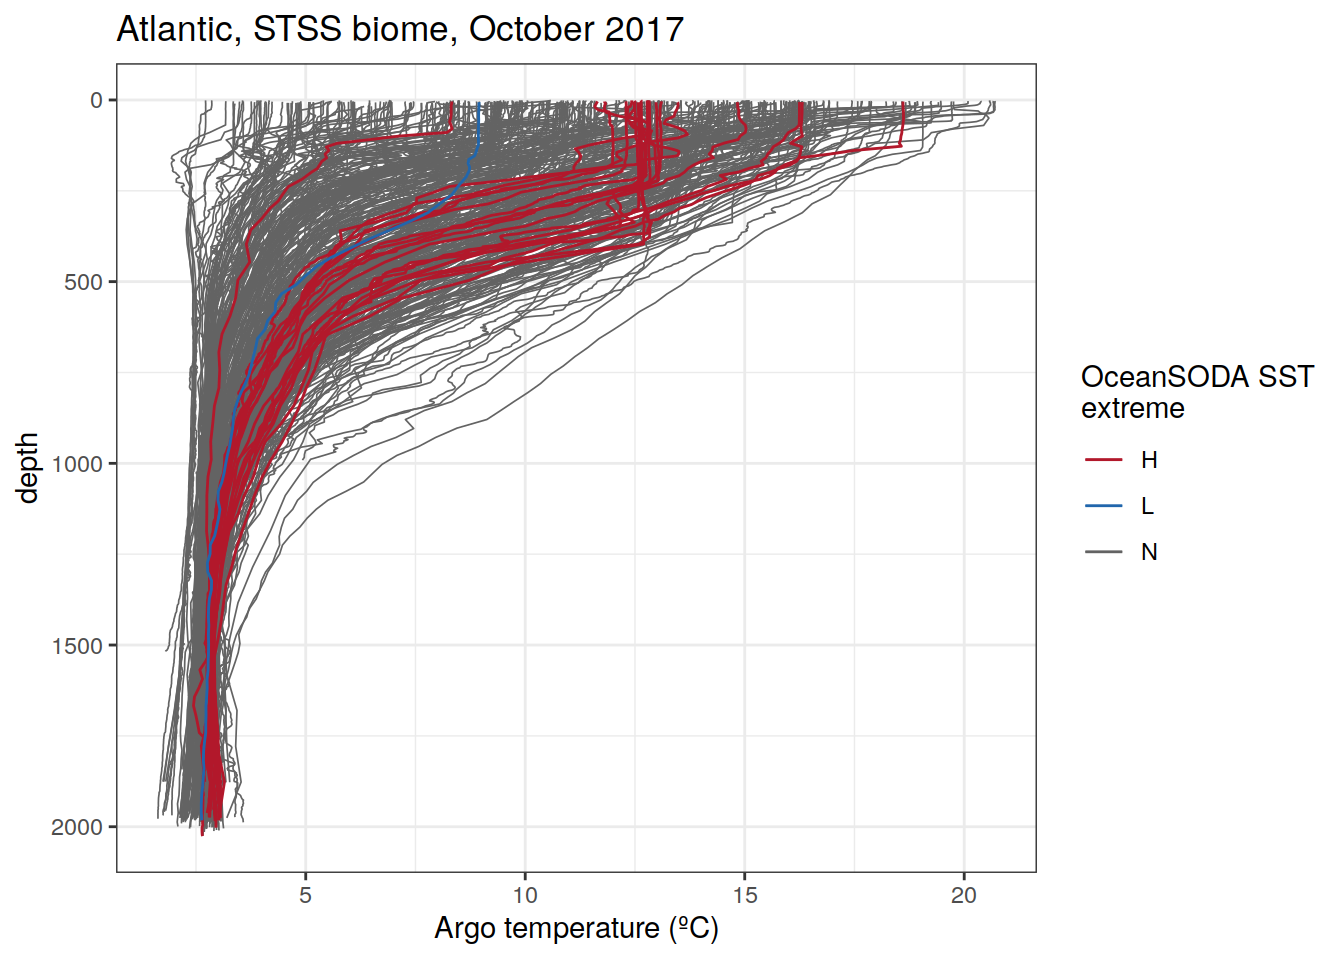 Atlantic, STSS biome, October 2017
0
500
1000
1500
2000
depth
5
10
15
20
Argo temperature (ºC)
OceanSODA SST
extreme
H
L
N